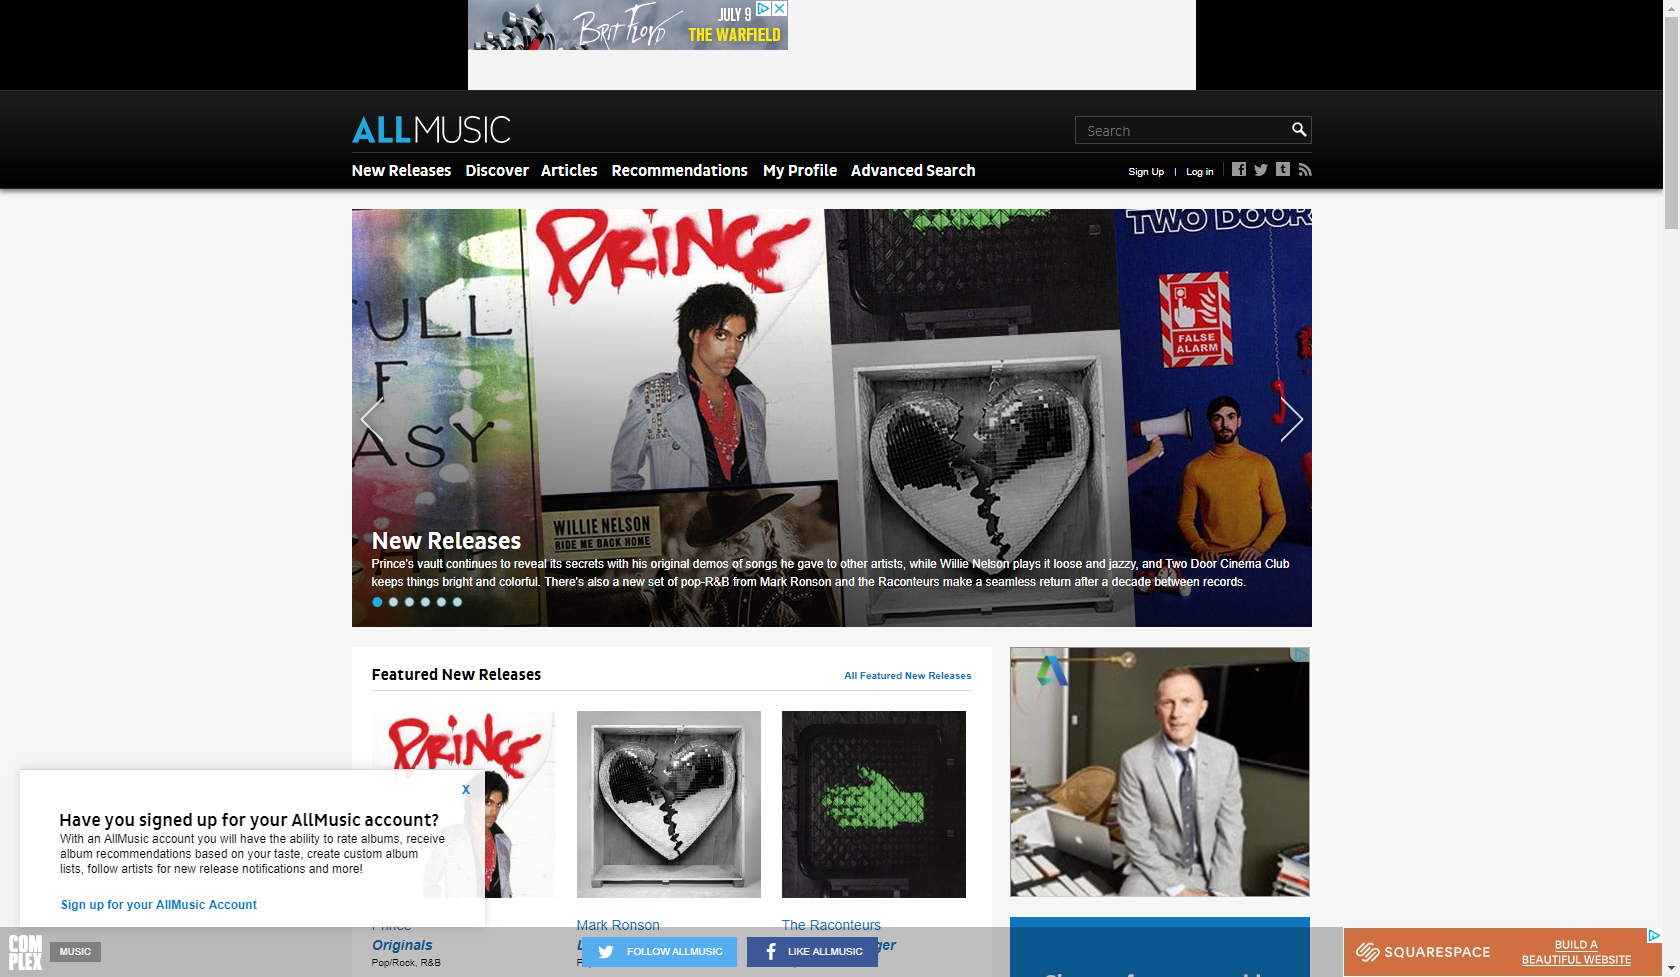 JULY 9
BRIT FLOYD
THE WARFIELD
ALLMUSIC
Search
New Releases
Discover
Articles
Recommendations
My Profile
Advanced Search
Sign Up
Log in
FULL
OF
EASY
PRINCE
TWO DOOR
FALSE
ALARM
WILLIE NELSON
RIDE ME BACK HOME
New Releases
Prince's vault continues to reveal its secrets with his original demos of songs he gave to other artists, while Willie Nelson plays it loose and jazzy, and Two Door Cinema Club
keeps things bright and colorful. There's also a new set of pop-R&B from Mark Ronson and the Raconteurs make a seamless return after a decade between records.
Featured New Releases
All Featured New Releases
PRINCE
X
Have you signed up for your AllMusic account?
With an AllMusic account you will have the ability to rate albums, receive
album recommendations based on your taste, create custom album
lists, follow artists for new release notifications and more!
Sign up for your AllMusic Account
Prince
Originals
Pop/Rock, R&B
Mark Ronson
The Raconteurs
COM
PLEX
MUSIC
FOLLOW ALLMUSIC
LIKE ALLMUSIC
SQUARESPACE
BUILD A
BEAUTIFUL WEBSITE